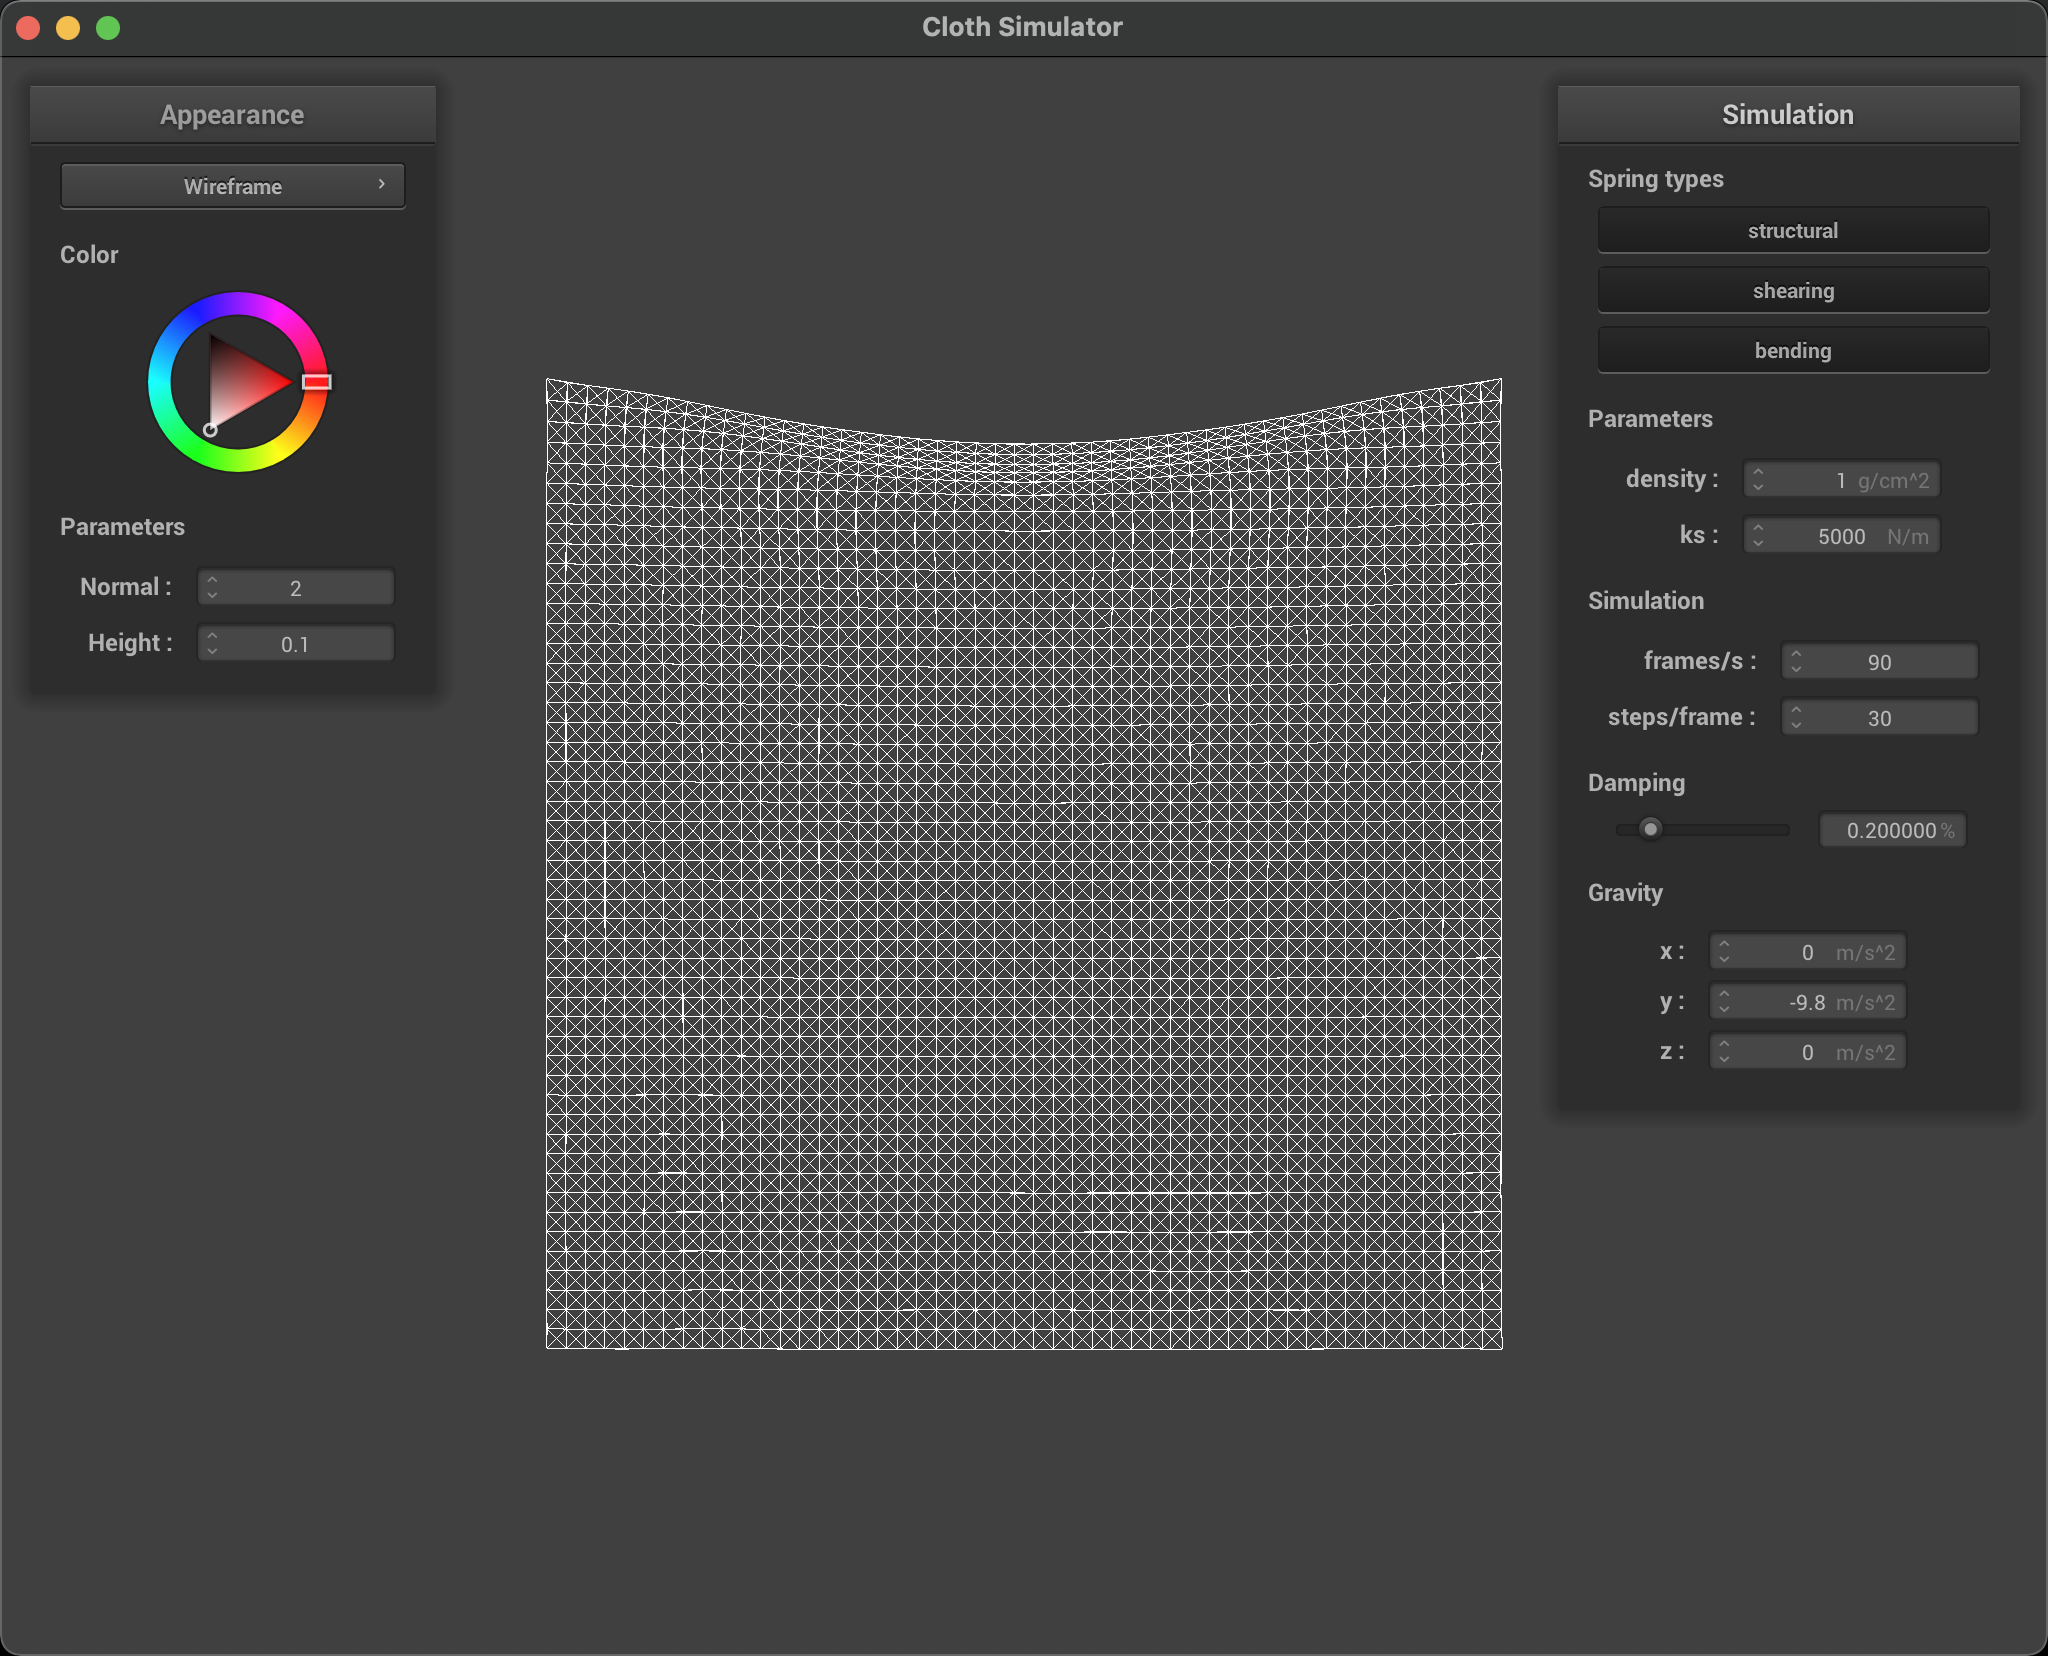 Cloth Simulator
Appearance
Wireframe
Color
Parameters
Normal : 2
Height : 0.1
Simulation
Spring types
structural
shearing
bending
Parameters
density : 1 g/cm^2
ks : 5000 N/m
Simulation
frames/s : 90
steps/frame : 30
Damping
0.200000 %
Gravity
x : 0 m/s^2
y : -9.8 m/s^2
z : 0 m/s^2